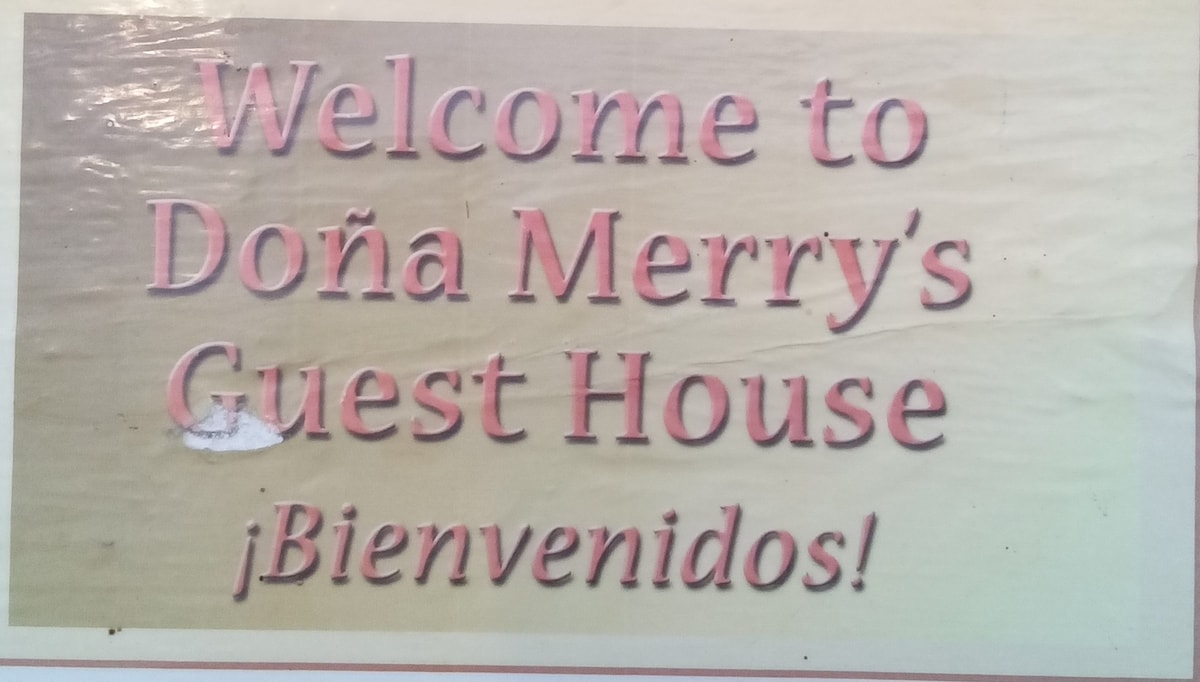 Welcome to
Doña Merry's
Guest House
¡Bienvenidos!